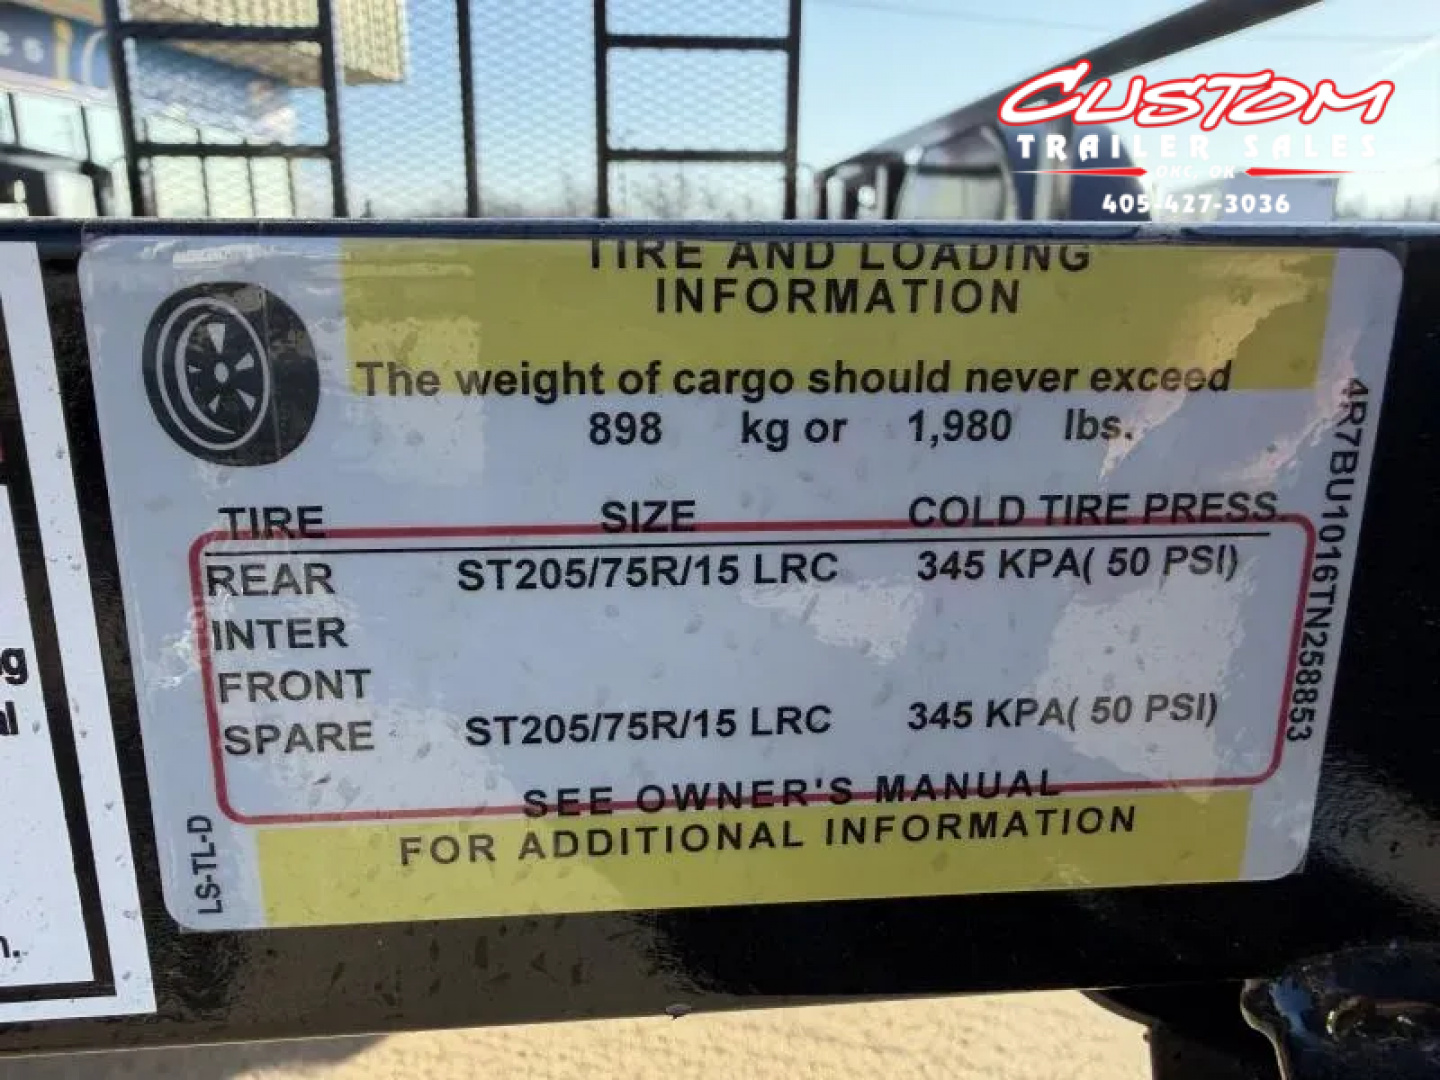 CUSTOM
TRAILER SALES
OKC, OK
405-427-3036
TIRE AND LOADING
INFORMATION
The weight of cargo should never exceed
898 kg or 1,980 lbs.
TIRE SIZE COLD TIRE PRESS.
REAR ST205/75R/15 LRC 345 KPA( 50 PSI)
INTER
FRONT
SPARE ST205/75R/15 LRC 345 KPA( 50 PSI)
SEE OWNER'S MANUAL
FOR ADDITIONAL INFORMATION
LS-TL-D
4R7BU1016TN258853